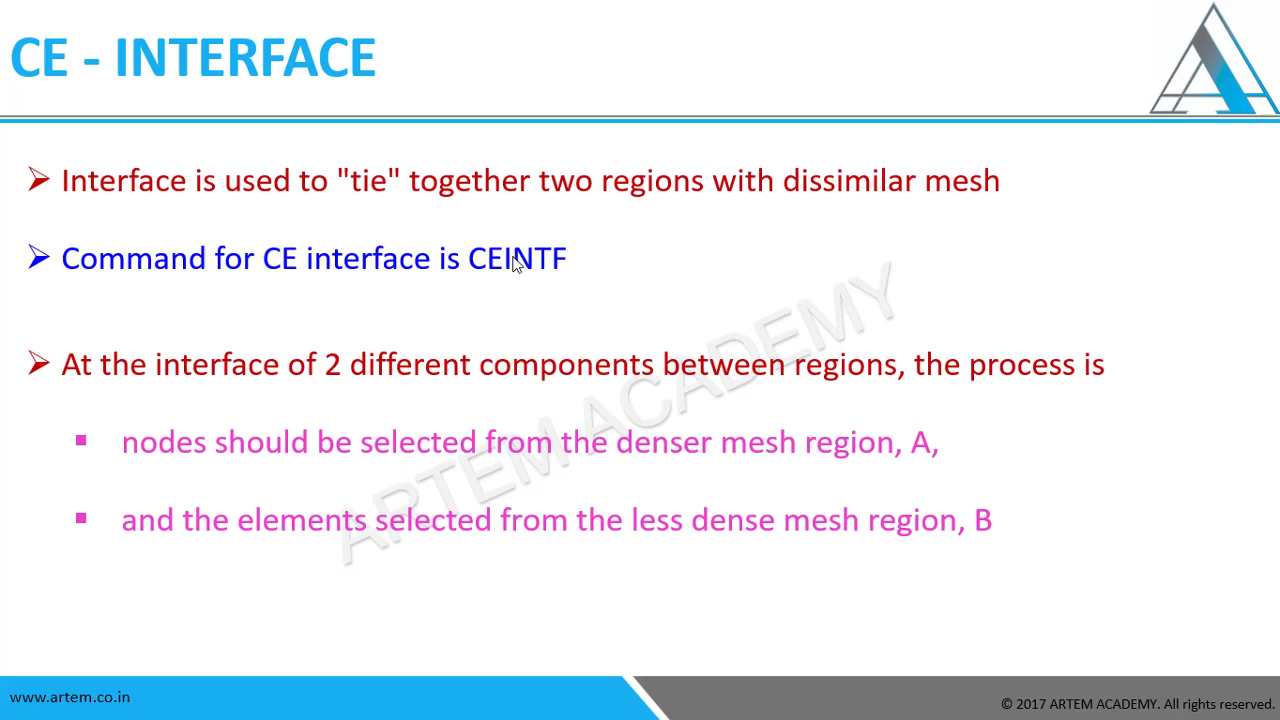 CE - INTERFACE
Interface is used to "tie" together two regions with dissimilar mesh
Command for CE interface is CEINTF
At the interface of 2 different components between regions, the process is
nodes should be selected from the denser mesh region, A,
and the elements selected from the less dense mesh region, B
ARTEM ACADEMY
www.artem.co.in
© 2017 ARTEM ACADEMY. All rights reserved.